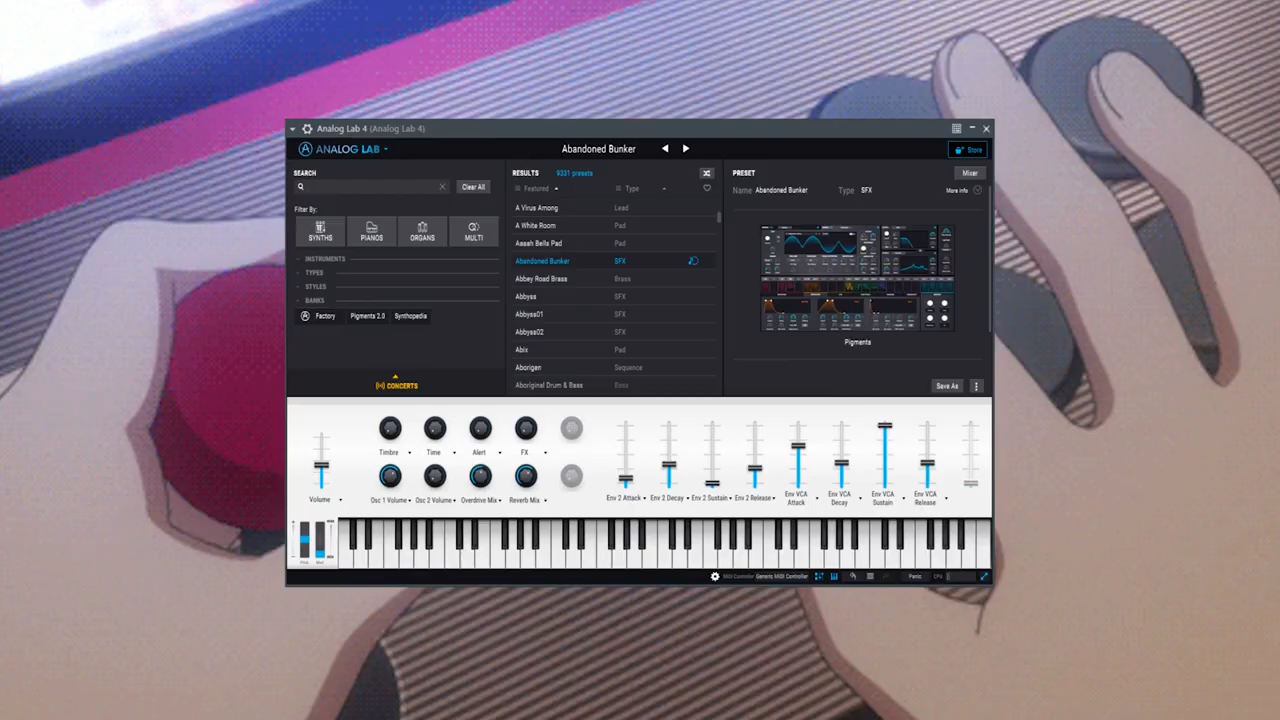 Analog Lab 4 (Analog Lab 4)
ANALOG LAB
Abandoned Bunker
Store
SEARCH
Clear All
Filter By:
SYNTHS
PIANOS
ORGANS
MULTI
INSTRUMENTS
TYPES
STYLES
BANKS
Factory
Pigments 2.0
Synthopedia
CONCERTS
RESULTS 9331 presets
Featured Type
A Virus Among Lead
A White Room Pad
Aaaah Bells Pad Pad
Abandoned Bunker SFX
Abbey Road Brass Brass
Abbyss SFX
Abbyss01 SFX
Abbyss02 SFX
Abix Pad
Aborigen Sequence
Aboriginal Drum & Bass Bass
PRESET
Mixer
Name Abandoned Bunker Type SFX More Info
Pigments
Save As
Volume
Timbre Time Alert FX
Osc 1 Volume Osc 2 Volume Overdrive Mix Reverb Mix
Env 2 Attack
Env 2 Decay
Env 2 Sustain
Env 2 Release
Env VCA
Attack
Env VCA
Decay
Env VCA
Sustain
Env VCA
Release
MIDI Controller Generic MIDI Controller
Panic
CPU